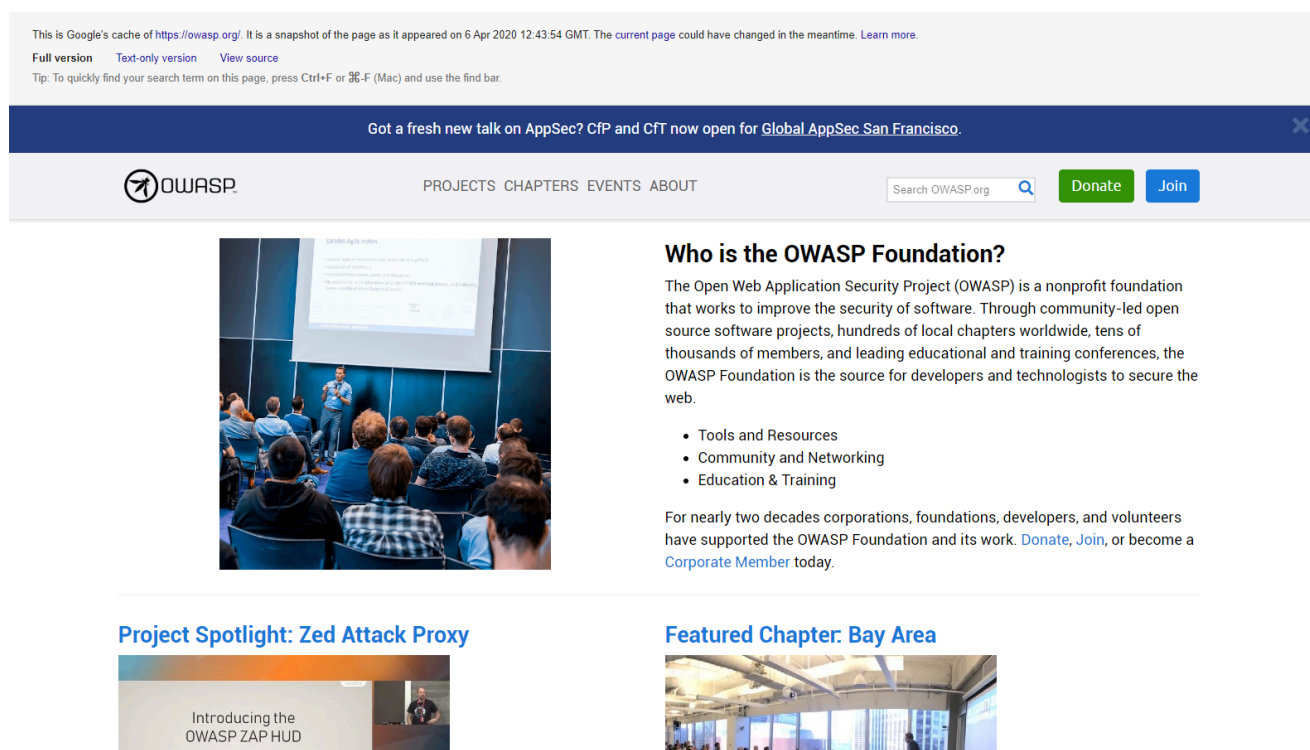 This is Google's cache of https://owasp.org/. It is a snapshot of the page as it appeared on 6 Apr 2020 12:43:54 GMT. The current page could have changed in the meantime. Learn more.
Full version Text-only version View source
Tip: To quickly find your search term on this page, press Ctrl+F or ⌘-F (Mac) and use the find bar.
Got a fresh new talk on AppSec? CfP and CfT now open for Global AppSec San Francisco.
OWASP PROJECTS CHAPTERS EVENTS ABOUT Search OWASP.org Donate Join
SAMM Agile notes
Who is the OWASP Foundation?
The Open Web Application Security Project (OWASP) is a nonprofit foundation
that works to improve the security of software. Through community-led open
source software projects, hundreds of local chapters worldwide, tens of
thousands of members, and leading educational and training conferences, the
OWASP Foundation is the source for developers and technologists to secure the
web.
• Tools and Resources
• Community and Networking
• Education & Training
For nearly two decades corporations, foundations, developers, and volunteers
have supported the OWASP Foundation and its work. Donate, Join, or become a
Corporate Member today.
Project Spotlight: Zed Attack Proxy
Introducing the
OWASP ZAP HUD
Featured Chapter: Bay Area